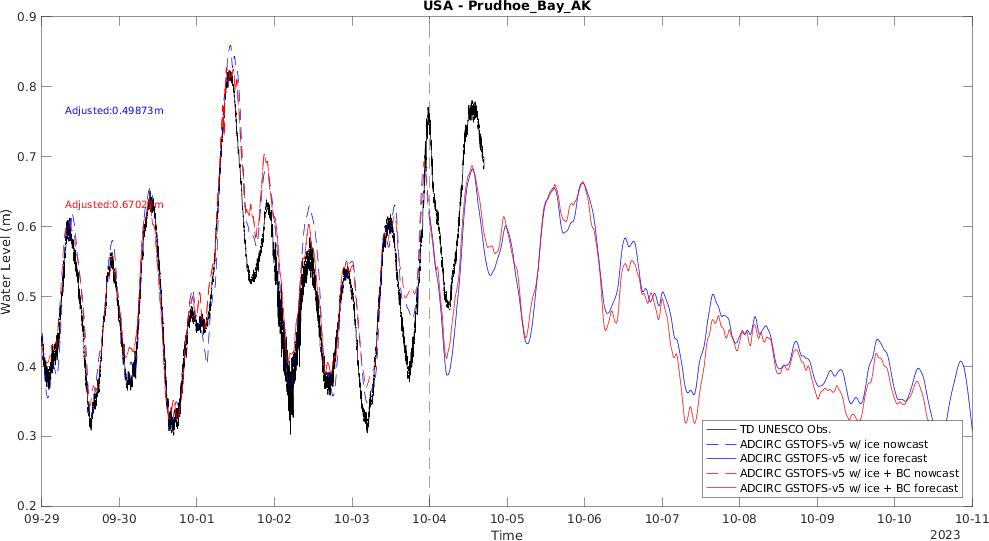 USA - Prudhoe_Bay_AK
0.9
0.8
Adjusted:0.49873m
0.7
Adjusted:0.6702
0.6
Water Level (m)
0.5
0.4
0.3
0.2
TD UNESCO Obs.
ADCIRC GSTOFS-v5 w/ ice nowcast
ADCIRC GSTOFS-v5 w/ ice forecast
ADCIRC GSTOFS-v5 w/ ice + BC nowcast
ADCIRC GSTOFS-v5 w/ ice + BC forecast
09-29 09-30 10-01 10-02 10-03 10-04 10-05 10-06 10-07 10-08 10-09 10-10 10-11
Time
2023